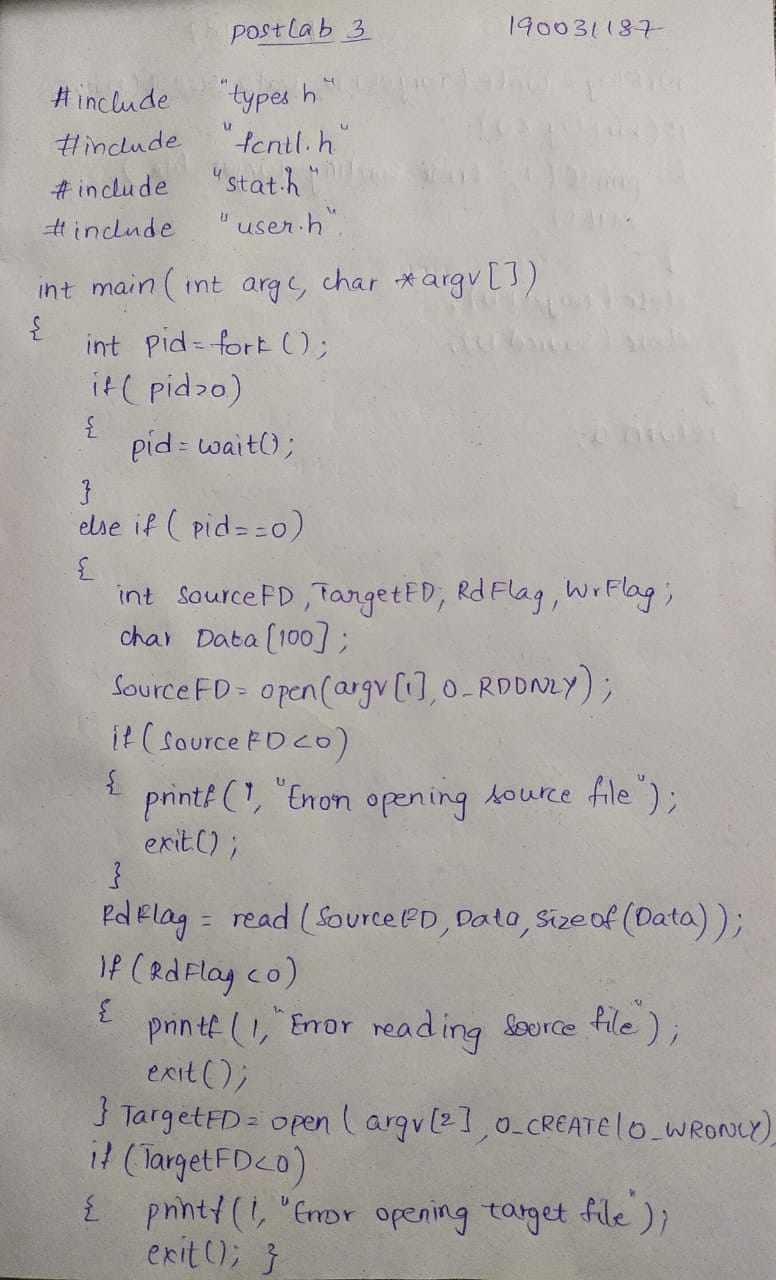 postlab 3 190031187
#include "types.h"
#include "fcntl.h"
#include "stat.h"
#include "user.h"
int main(int argc, char *argv[])
{
int pid=fork();
if(pid>0)
{
pid=wait();
}
else if(pid==0)
{
int SourceFD, TargetFD, RdFlag, WrFlag;
char Data[100];
SourceFD=open(argv[1], O_RDONLY);
if(SourceFD<0)
{ printf(1, "Error opening source file");
exit();
}
RdFlag = read(SourceFD, Data, sizeof(Data));
If(RdFlag<0)
{ printf(1, "Error reading Soorce file");
exit();
} TargetFD=open(argv[2], O_CREATE|O_WRONLY)
if(TargetFD<0)
{ printf(1, "Error opening target file");
exit(); }